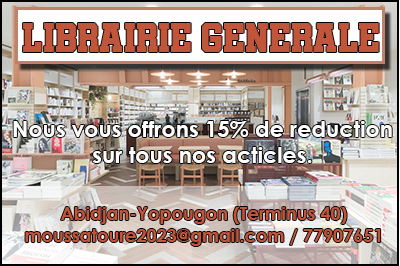 LIBRAIRIE GENERALE
Nous vous offrons 15% de reduction
sur tous nos acticles.
Abidjan-Yopougon (Terminus 40)
moussatoure2023@gmail.com / 77907651